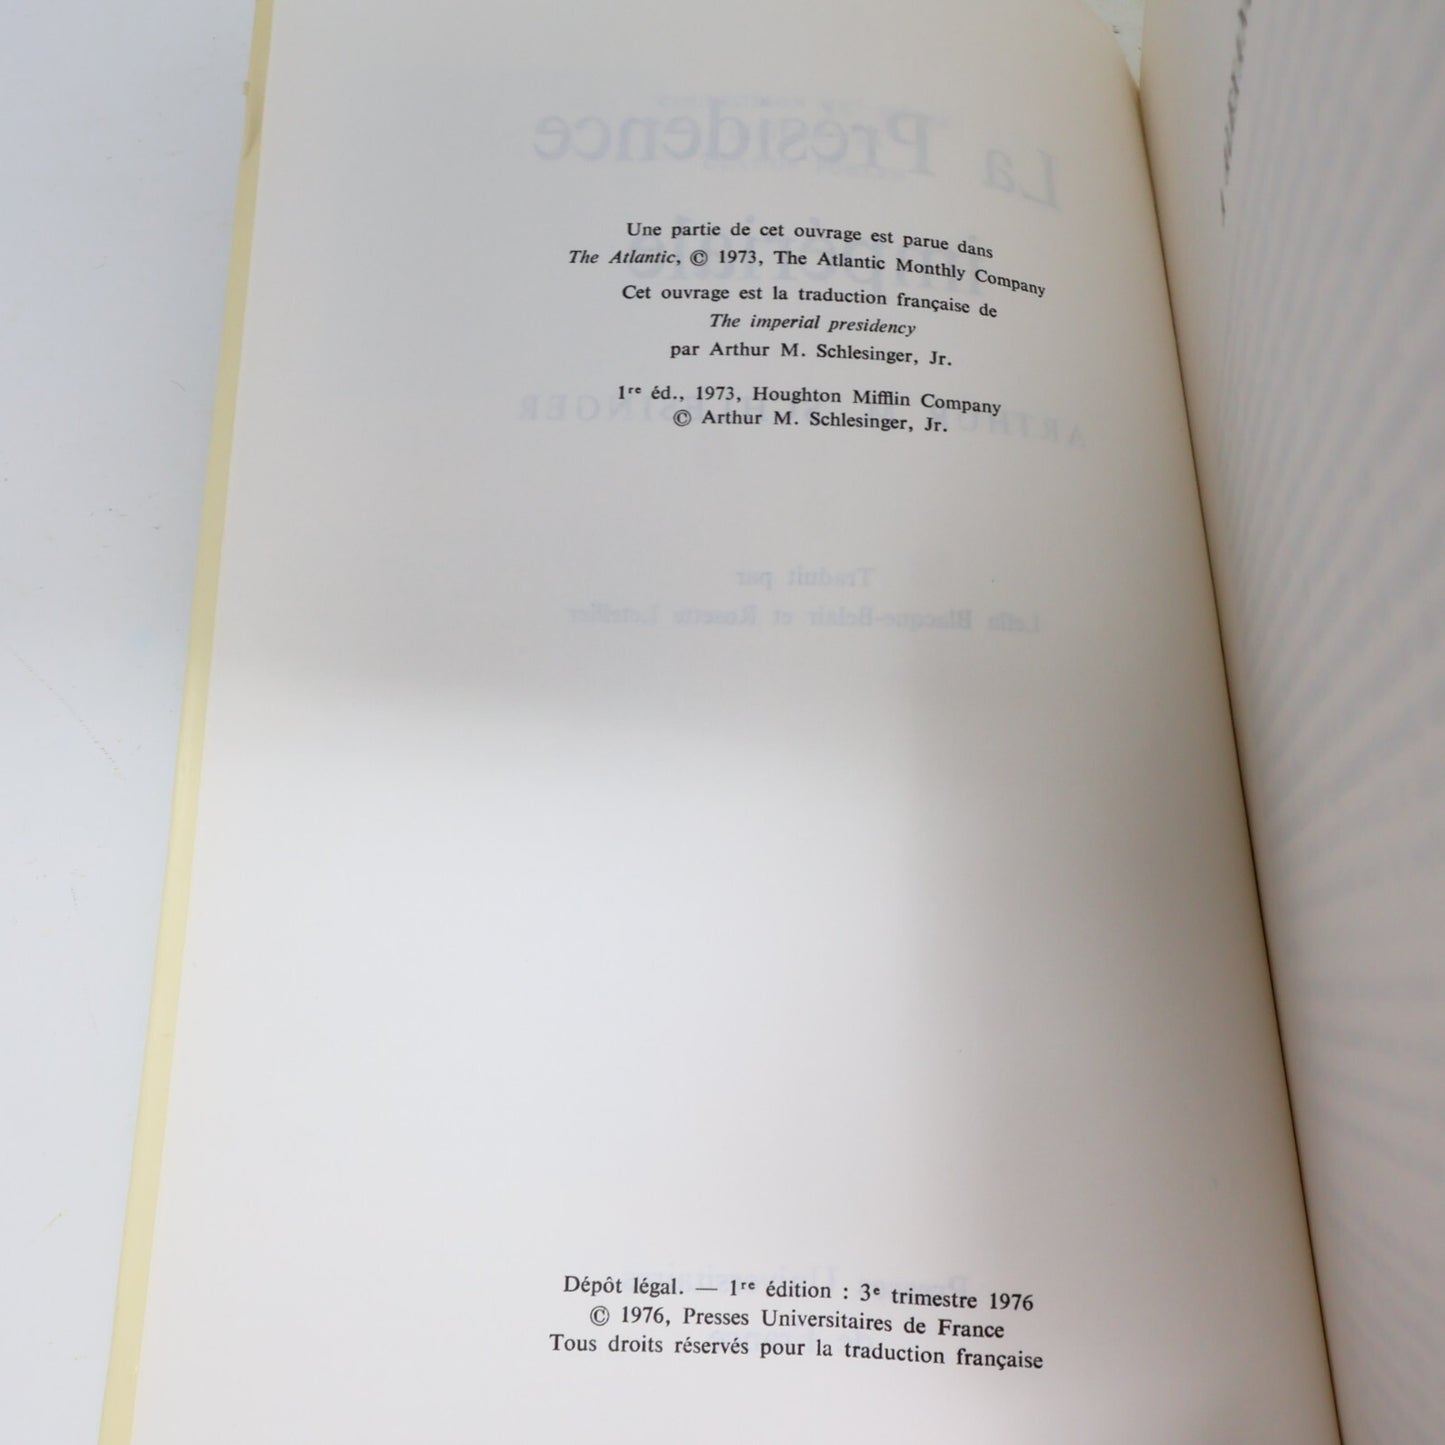 Une partie de cet ouvrage est parue dans
The Atlantic, © 1973, The Atlantic Monthly Company
Cet ouvrage est la traduction française de
The imperial presidency
par Arthur M. Schlesinger, Jr.
1re éd., 1973, Houghton Mifflin Company
© Arthur M. Schlesinger, Jr.
Dépôt légal. — 1re édition : 3e trimestre 1976
© 1976, Presses Universitaires de France
Tous droits réservés pour la traduction française